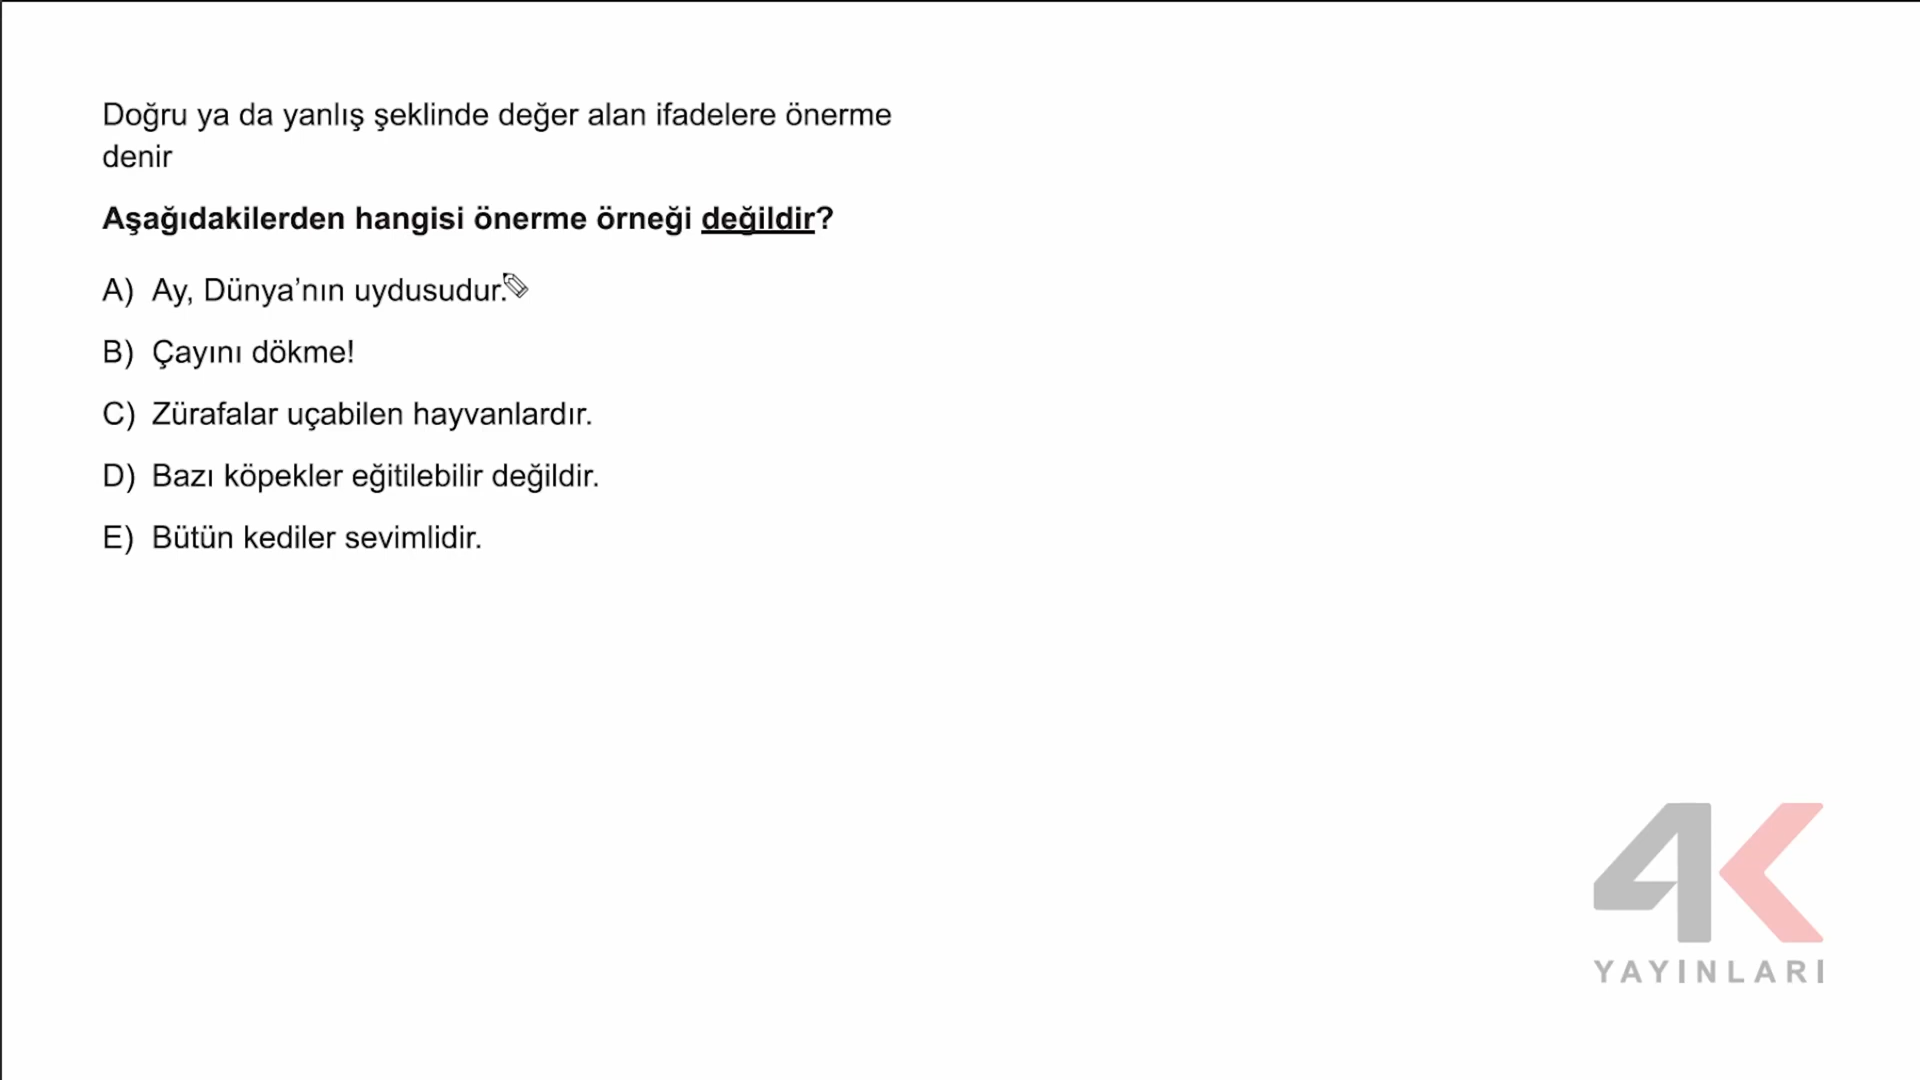 Doğru ya da yanlış şeklinde değer alan ifadelere önerme
denir
Aşağıdakilerden hangisi önerme örneği değildir?
A) Ay, Dünya’nın uydusudur.
B) Çayını dökme!
C) Zürafalar uçabilen hayvanlardır.
D) Bazı köpekler eğitilebilir değildir.
E) Bütün kediler sevimlidir.
4K
YAYINLARI